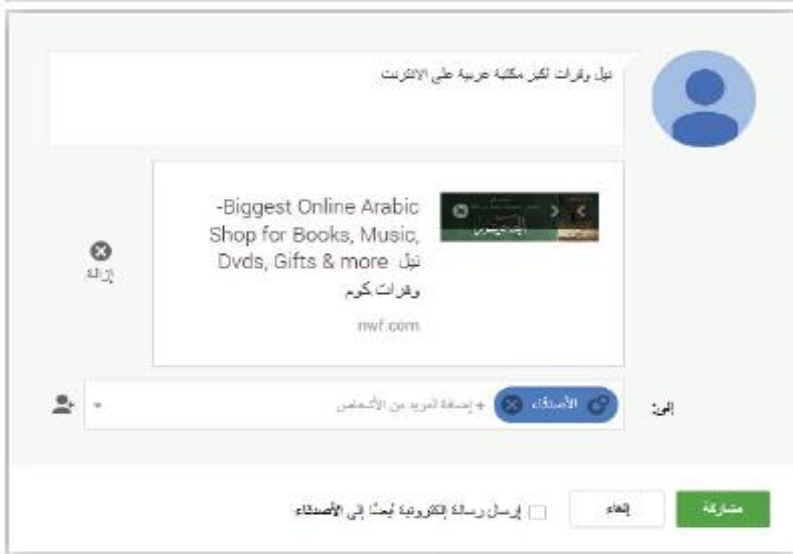 نيل وفرات اكبر مكتبة عربية على الانترنت
-Biggest Online Arabic
Shop for Books, Music,
Dvds, Gifts & more نيل
وفرات.كوم
nwf.com
إزالة
إلى:
الأصدقاء
+ إضافة المزيد من الأشخاص
مشاركة
إلغاء
إرسال رسالة إلكترونية أيضًا إلى الأصدقاء